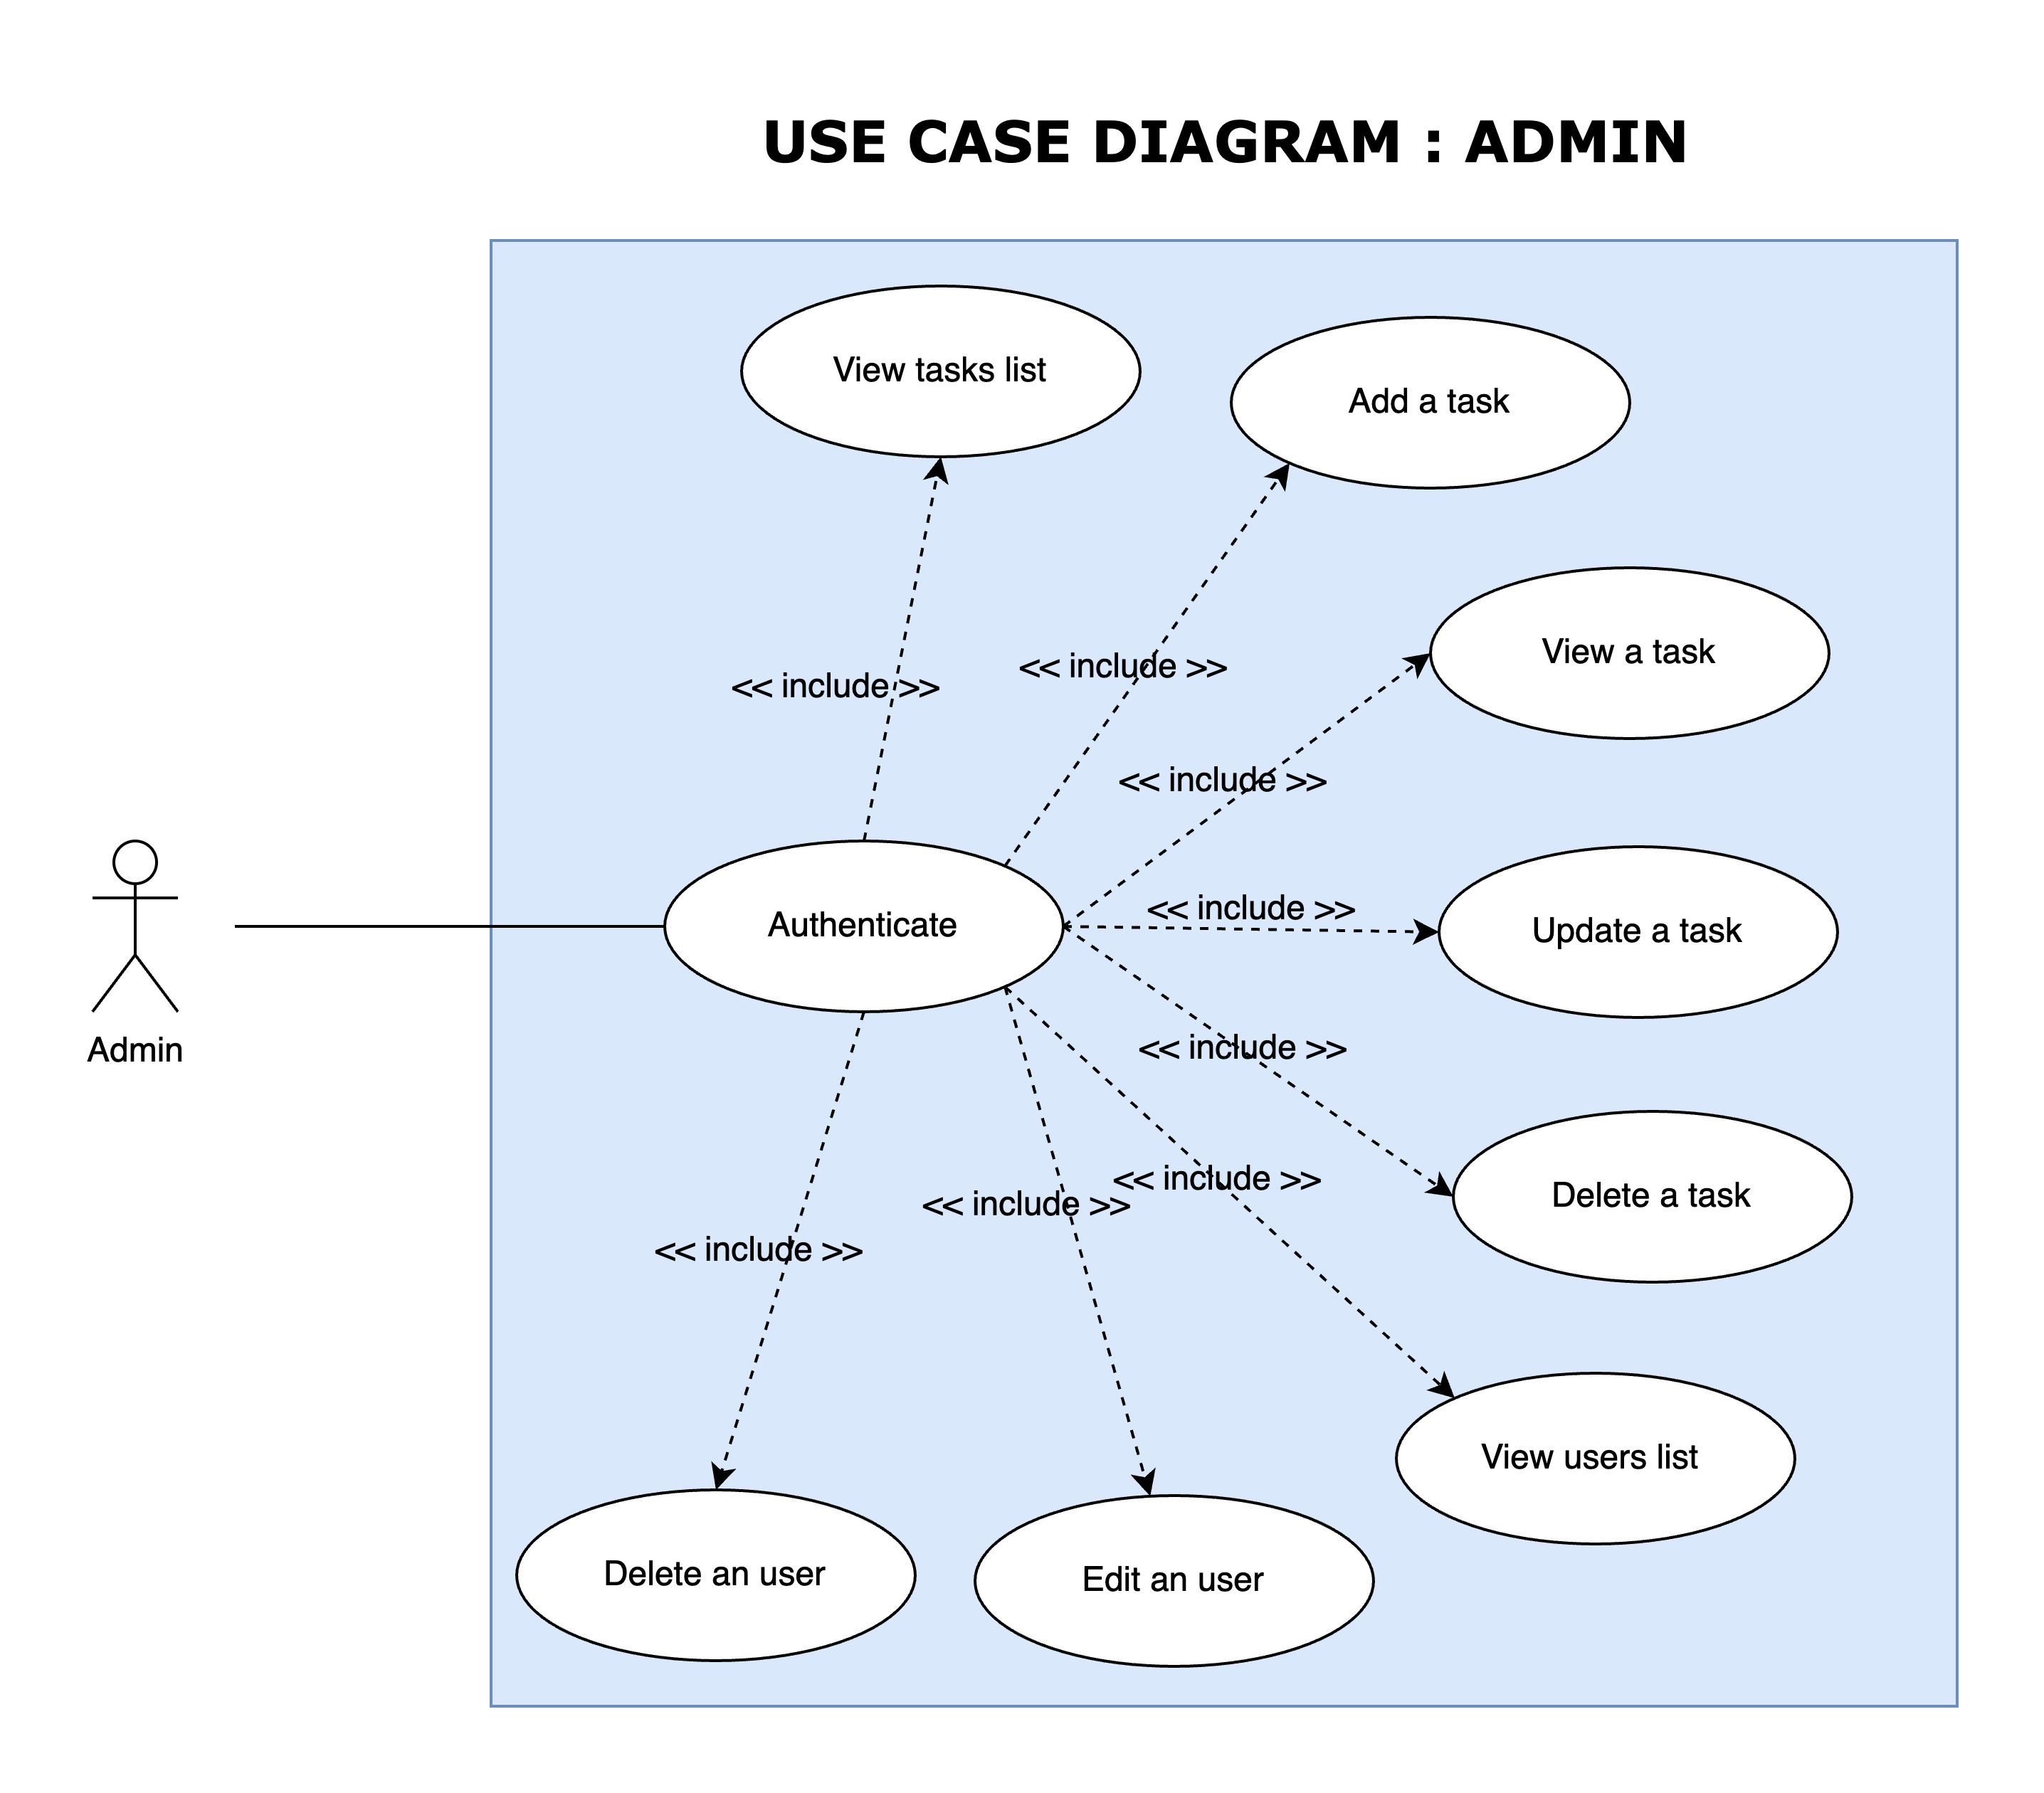 USE CASE DIAGRAM : ADMIN
View tasks list
Add a task
View a task
<< include >>
<< include >>
<< include >>
<< include >>
Authenticate
Update a task
Admin
<< include >>
<< include >>
<< include >>
<< include >>
Delete a task
View users list
Delete an user
Edit an user